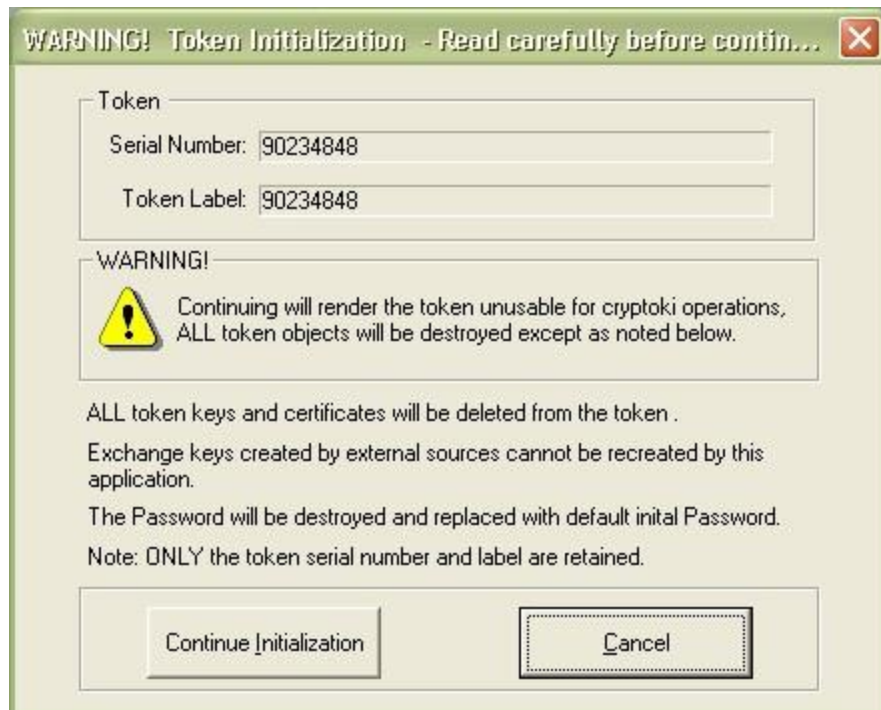 WARNING! Token Initialization - Read carefully before contin...
Token
Serial Number: 90234848
Token Label: 90234848
WARNING!
Continuing will render the token unusable for cryptoki operations,
ALL token objects will be destroyed except as noted below.
ALL token keys and certificates will be deleted from the token .
Exchange keys created by external sources cannot be recreated by this
application.
The Password will be destroyed and replaced with default inital Password.
Note: ONLY the token serial number and label are retained.
Continue Initialization
Cancel